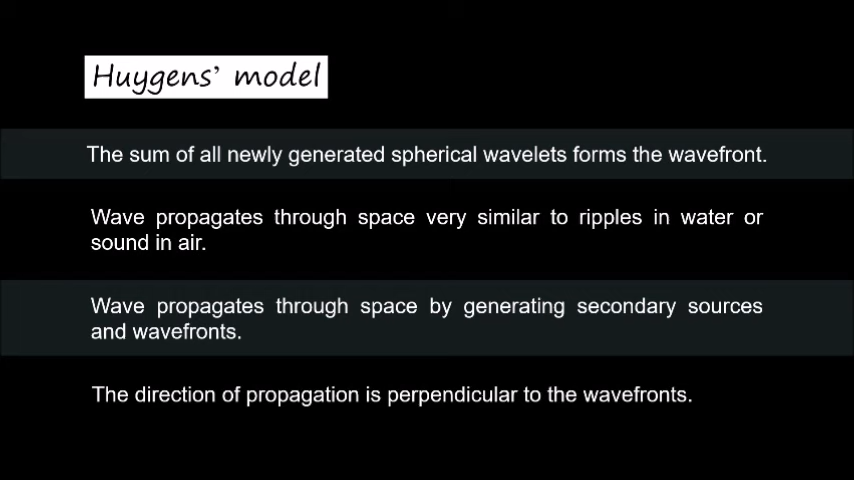 Huygens’ model
The sum of all newly generated spherical wavelets forms the wavefront.
Wave propagates through space very similar to ripples in water or
sound in air.
Wave propagates through space by generating secondary sources
and wavefronts.
The direction of propagation is perpendicular to the wavefronts.